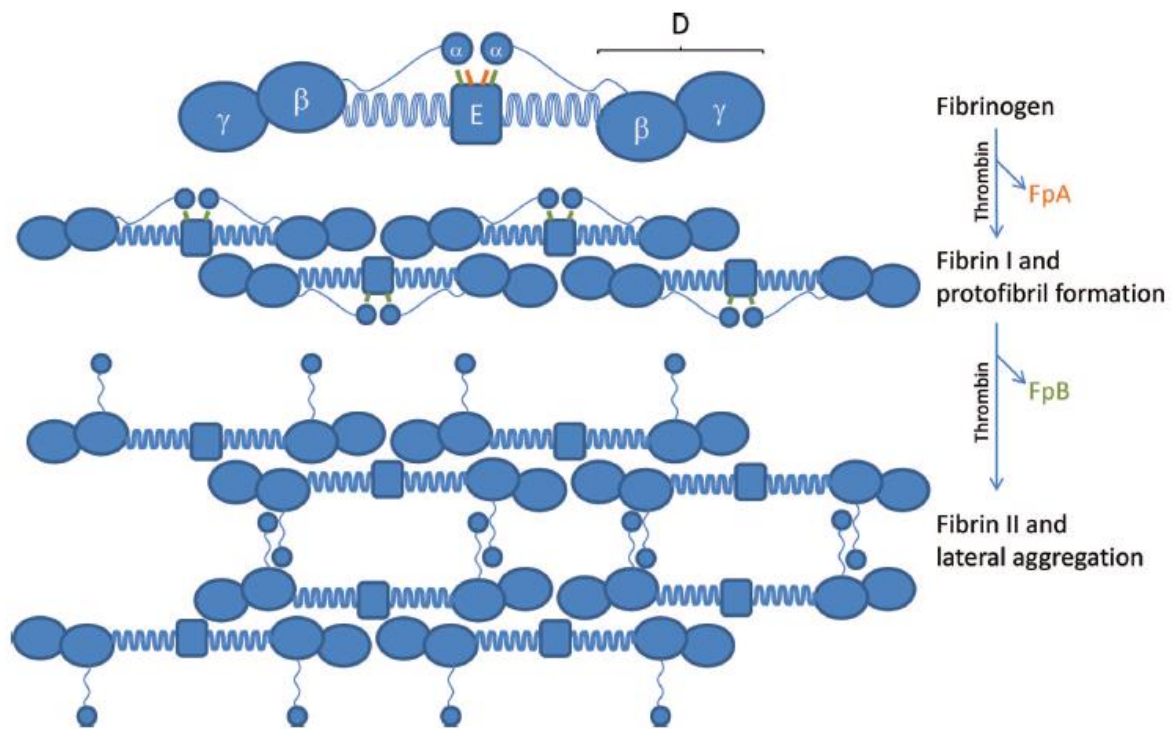 D
α α
γ β E β γ
Fibrinogen
Thrombin
FpA
Fibrin I and
protofibril formation
Thrombin
FpB
Fibrin II and
lateral aggregation